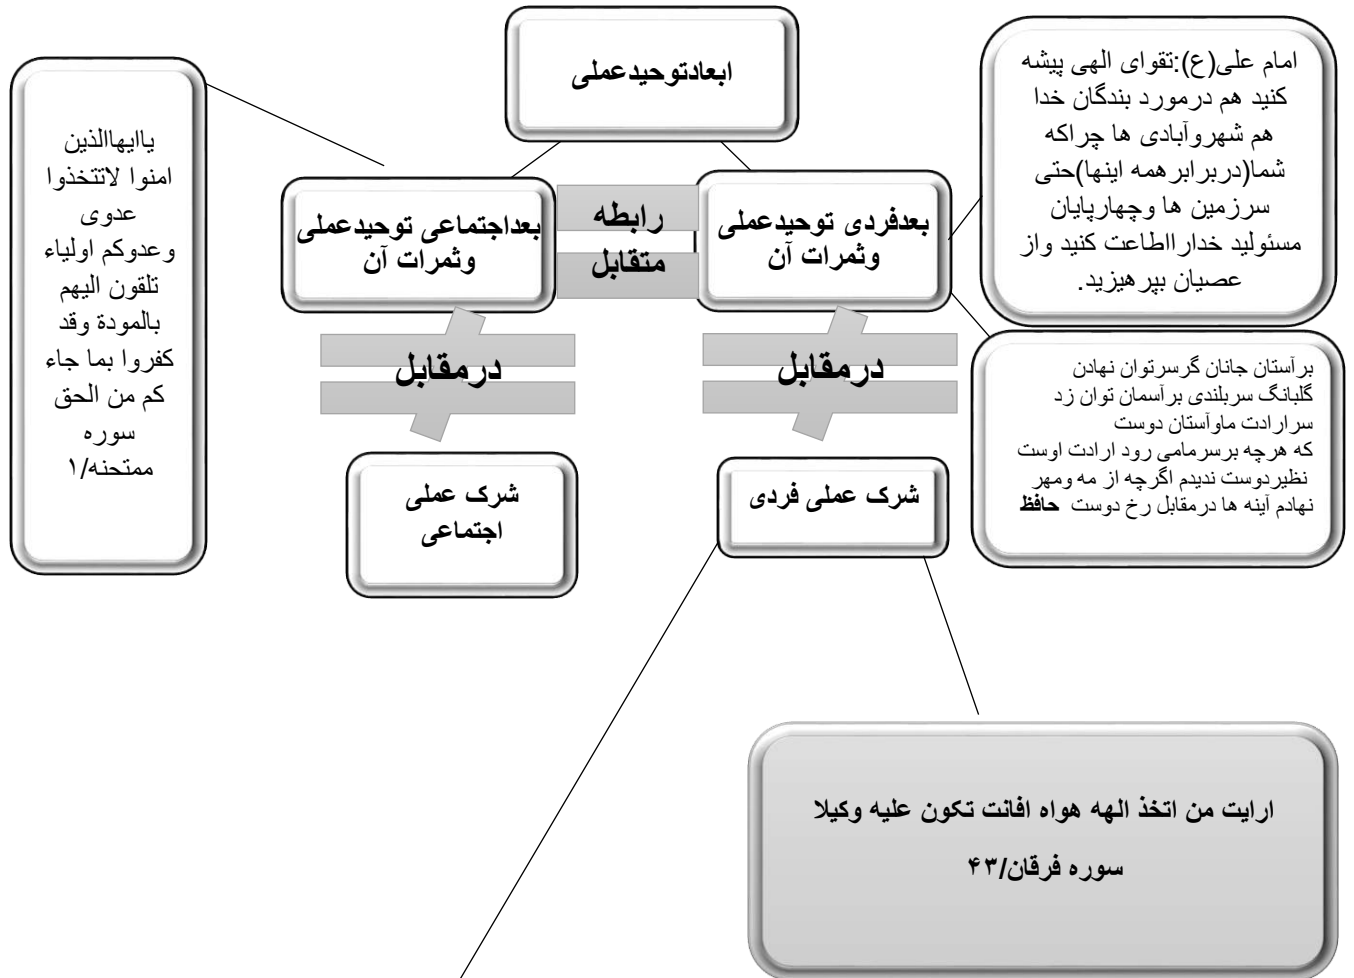 ابعادتوحیدعملی
امام علی(ع):تقوای الهی پیشه
کنید هم درمورد بندگان خدا
هم شهروآبادی ها چراکه
شما(دربرابرهمه اینها)حتی
سرزمین ها وچهارپایان
مسئولید خدارااطاعت کنید واز
عصیان بپرهیزید.
بعدفردی توحیدعملی
وثمرات آن
رابطه
متقابل
بعداجتماعی توحیدعملی
وثمرات آن
یاایهاالذین
امنوا لاتتخذوا
عدوی
وعدوکم اولیاء
تلقون الیهم
بالمودة وقد
کفروا بما جاء
کم من الحق
سوره
ممتحنه/۱
برآستان جانان گرسرتوان نهادن
گلبانگ سربلندی برآسمان توان زد
سرارادت ماوآستان دوست
که هرچه برسرمامی رود ارادت اوست
نظیردوست ندیدم اگرچه از مه ومهر
نهادم آینه ها درمقابل رخ دوست حافظ
درمقابل
درمقابل
شرک عملی فردی
شرک عملی
اجتماعی
ارایت من اتخذ الهه هواه افانت تکون علیه وکیلا
سوره فرقان/۴۳